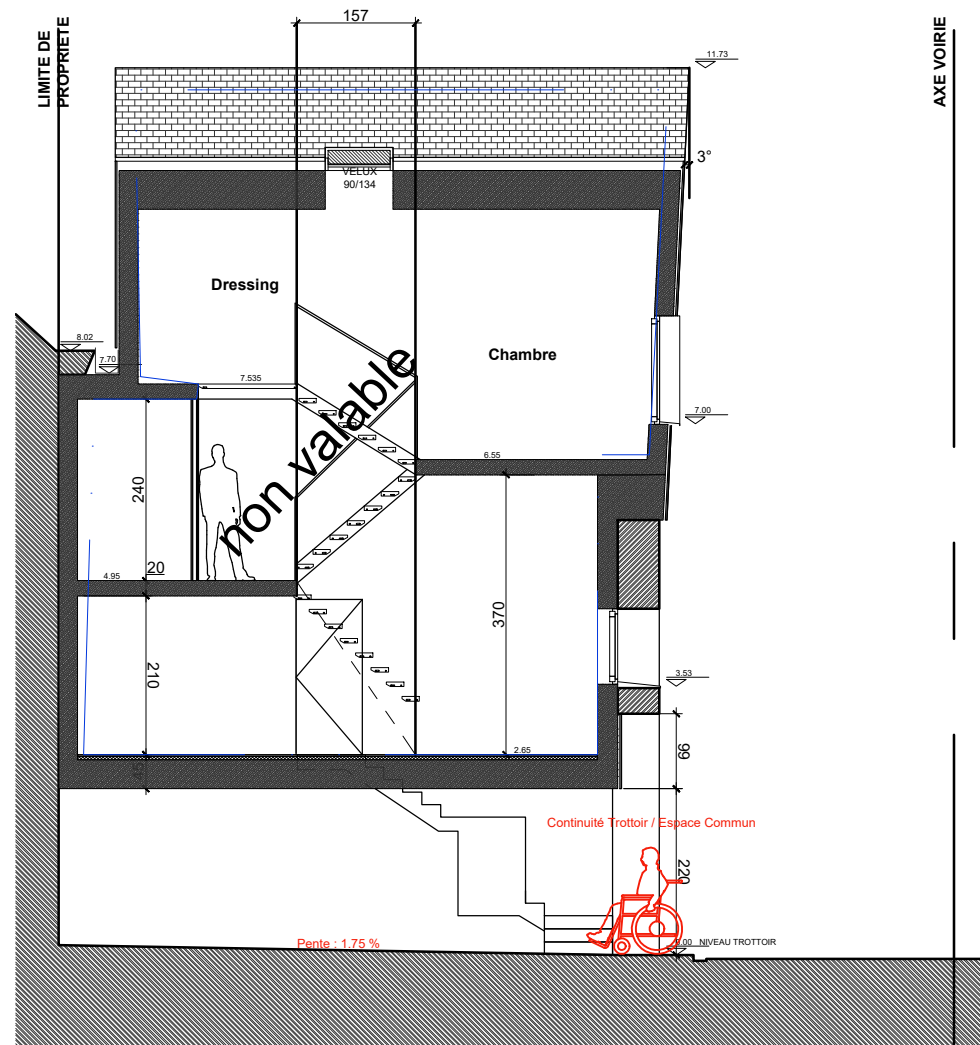 157
LIMITE DE
PROPRIETE
AXE VOIRIE
11.73
3°
VELUX
90/134
Dressing
Chambre
8.02
7.70
7.535
7.00
6.55
non valable
240
20
4.95
370
210
3.53
2.65
99
45
Continuité Trottoir / Espace Commun
220
Pente : 1.75 %
0.00 NIVEAU TROTTOIR